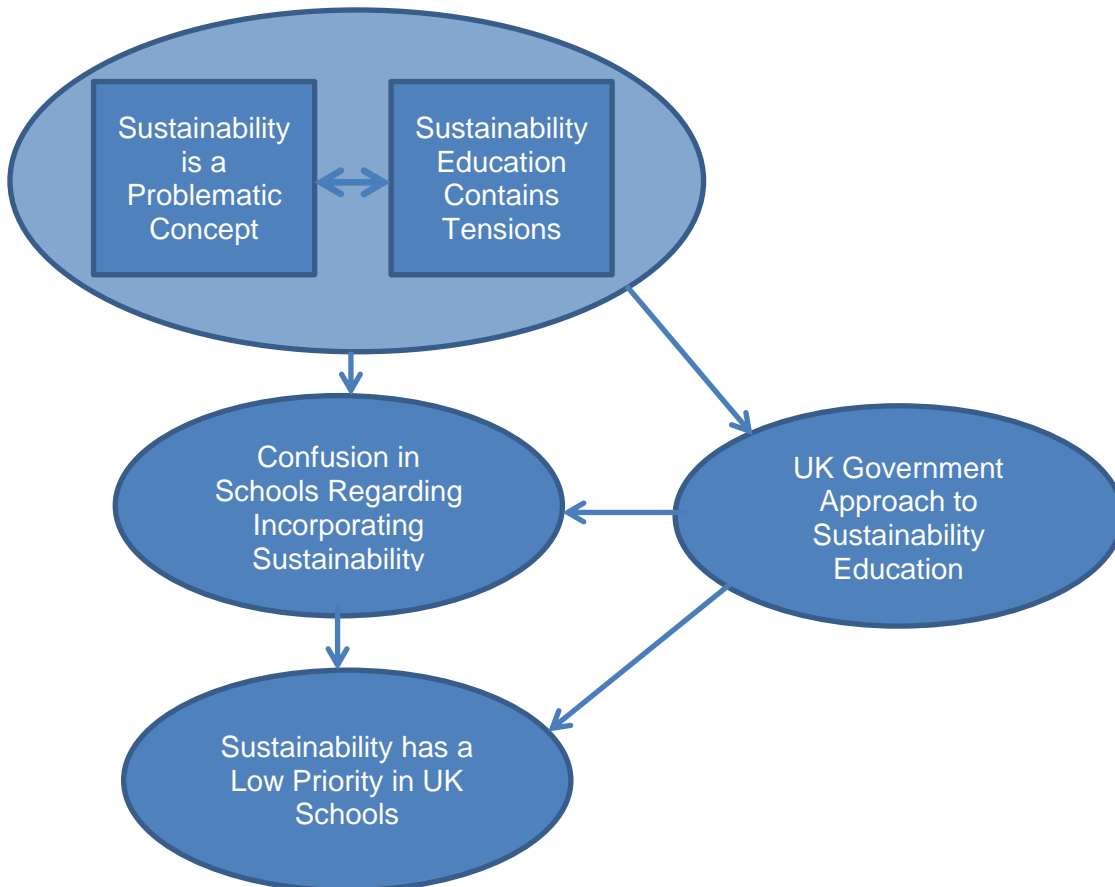 Sustainability
is a
Problematic
Concept
Sustainability
Education
Contains
Tensions
Confusion in
Schools Regarding
Incorporating
Sustainability
UK Government
Approach to
Sustainability
Education
Sustainability has a
Low Priority in UK
Schools